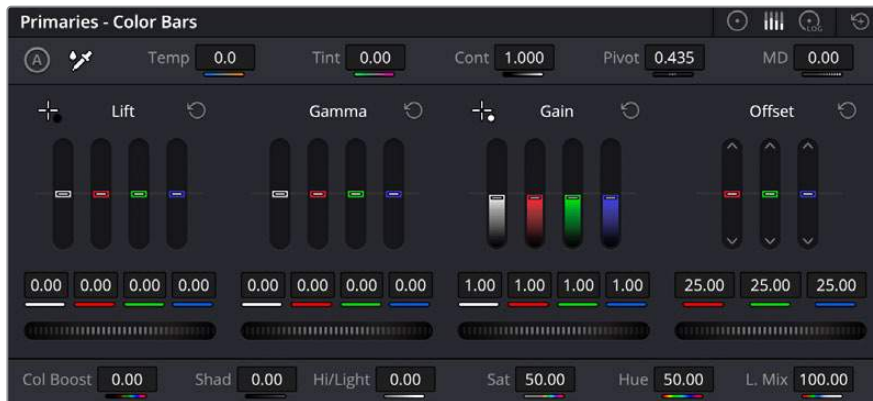 Primaries - Color Bars
LOG
A Temp 0.0 Tint 0.00 Cont 1.000 Pivot 0.435 MD 0.00
Lift Gamma Gain Offset
0.00 0.00 0.00 0.00 0.00 0.00 0.00 0.00 1.00 1.00 1.00 1.00 25.00 25.00 25.00
Col Boost 0.00 Shad 0.00 Hi/Light 0.00 Sat 50.00 Hue 50.00 L. Mix 100.00